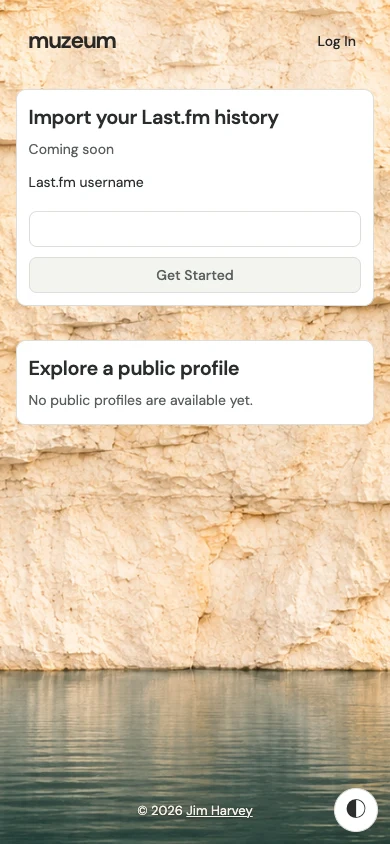 muzeum
Log In
Import your Last.fm history
Coming soon
Last.fm username
Get Started
Explore a public profile
No public profiles are available yet.
© 2026 Jim Harvey